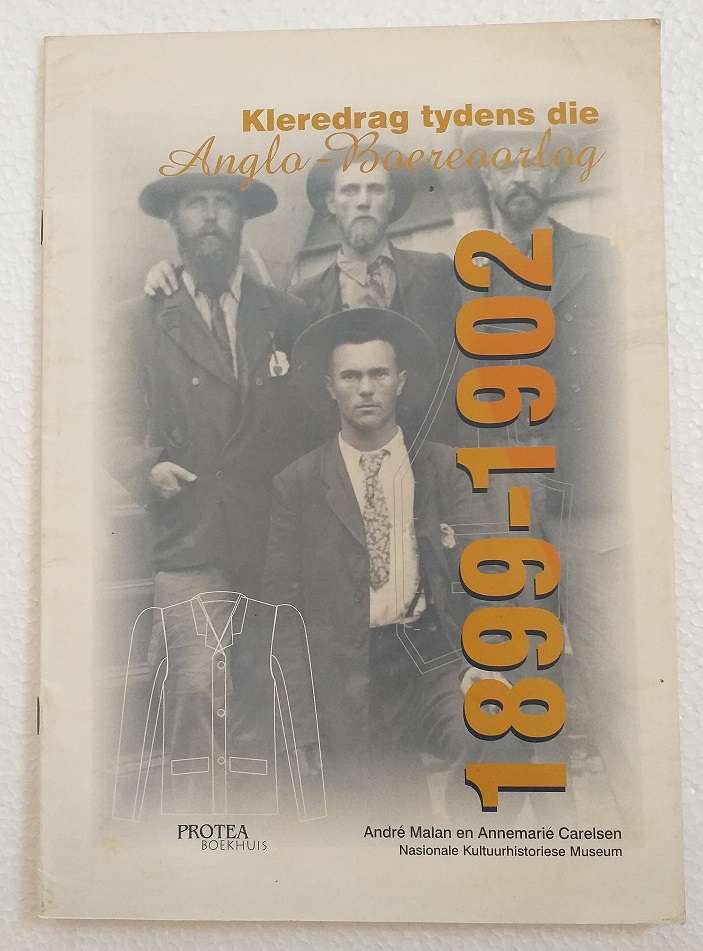 Kleredrag tydens die
Anglo-Boereoorlog
1899-1902
PROTEA
BOEKHUIS
André Malan en Annemarié Carelsen
Nasionale Kultuurhistoriese Museum